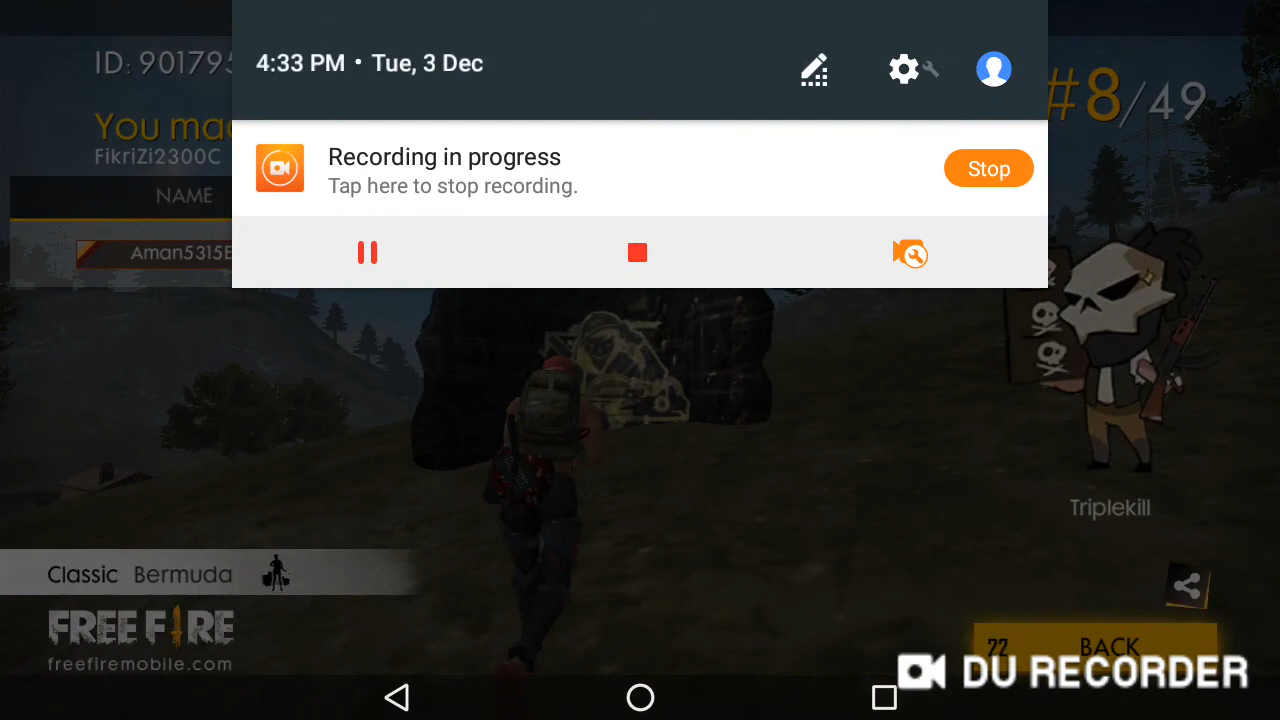 4:33 PM • Tue, 3 Dec
Recording in progress
Tap here to stop recording.
Stop
ID: 901795
You mad
FikriZi2300C
NAME
Aman5315E
#8/49
Triplekill
Classic Bermuda
FREE FIRE
freefiremobile.com
22 BACK
DU RECORDER